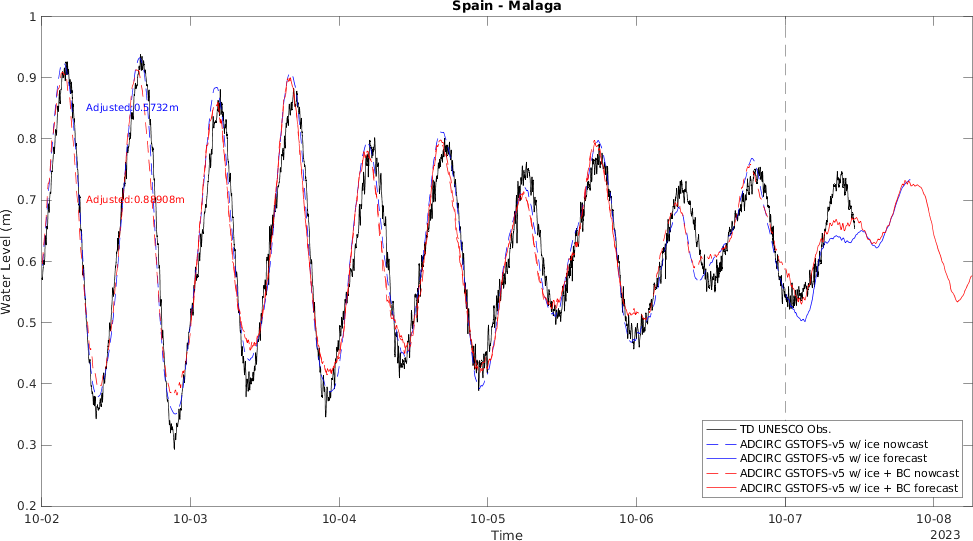 Spain - Malaga
Water Level (m)
1
0.9
0.8
0.7
0.6
0.5
0.4
0.3
0.2
Adjusted:0.5732m
Adjusted:0.88908m
TD UNESCO Obs.
ADCIRC GSTOFS-v5 w/ ice nowcast
ADCIRC GSTOFS-v5 w/ ice forecast
ADCIRC GSTOFS-v5 w/ ice + BC nowcast
ADCIRC GSTOFS-v5 w/ ice + BC forecast
10-02 10-03 10-04 10-05 10-06 10-07 10-08
Time
2023